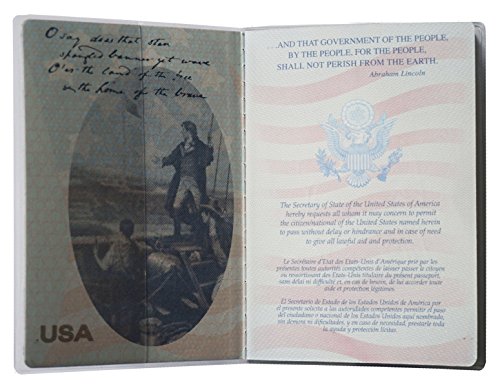 O say does that star
spangled banner yet wave
O'er the land of the free
the home of the brave
USA
...AND THAT GOVERNMENT OF THE PEOPLE,
BY THE PEOPLE, FOR THE PEOPLE,
SHALL NOT PERISH FROM THE EARTH.
Abraham Lincoln
The Secretary of State of the United States of America
hereby requests all whom it may concern to permit
the citizen/national of the United States named herein
to pass without delay or hindrance and in case of need
to give all lawful aid and protection.
Le Secrétaire d'Etat des Etats-Unis d'Amérique prie par les
présentes toutes autorités compétentes de laisser passer le citoyen
ou ressortissant des Etats-Unis titulaire du présent passeport,
sans délai ni difficulté et, en cas de besoin, de lui accorder toute
aide et protection légitimes.
El Secretario de Estado de los Estados Unidos de América por
el presente solicita a las autoridades competentes permitir el paso
del ciudadano o nacional de los Estados Unidos aquí nombrado,
sin demora ni dificultades, y en caso de necesidad, prestarle toda
la ayuda y protección lícitas.